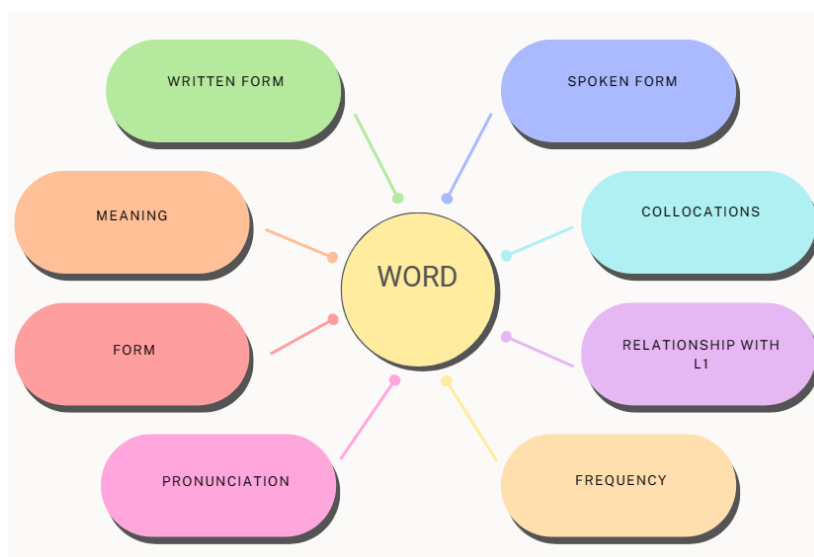 WRITTEN FORM
SPOKEN FORM
MEANING
COLLOCATIONS
WORD
FORM
RELATIONSHIP WITH
L1
PRONUNCIATION
FREQUENCY